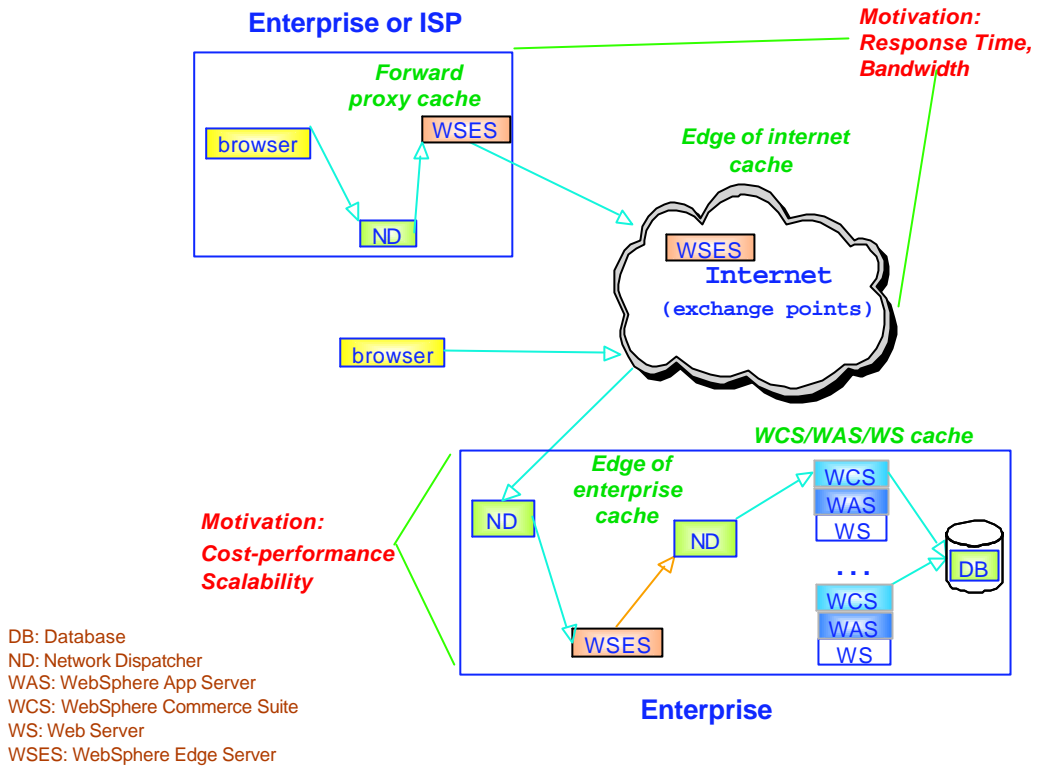 Enterprise or ISP
Motivation:
Response Time,
Bandwidth
Forward
proxy cache
WSES
browser
ND
Edge of internet
cache
WSES
Internet
(exchange points)
browser
WCS/WAS/WS cache
Edge of
enterprise
cache
ND
ND
WSES
WCS
WAS
WS
...
WCS
WAS
WS
DB
Motivation:
Cost-performance
Scalability
Enterprise
DB: Database
ND: Network Dispatcher
WAS: WebSphere App Server
WCS: WebSphere Commerce Suite
WS: Web Server
WSES: WebSphere Edge Server